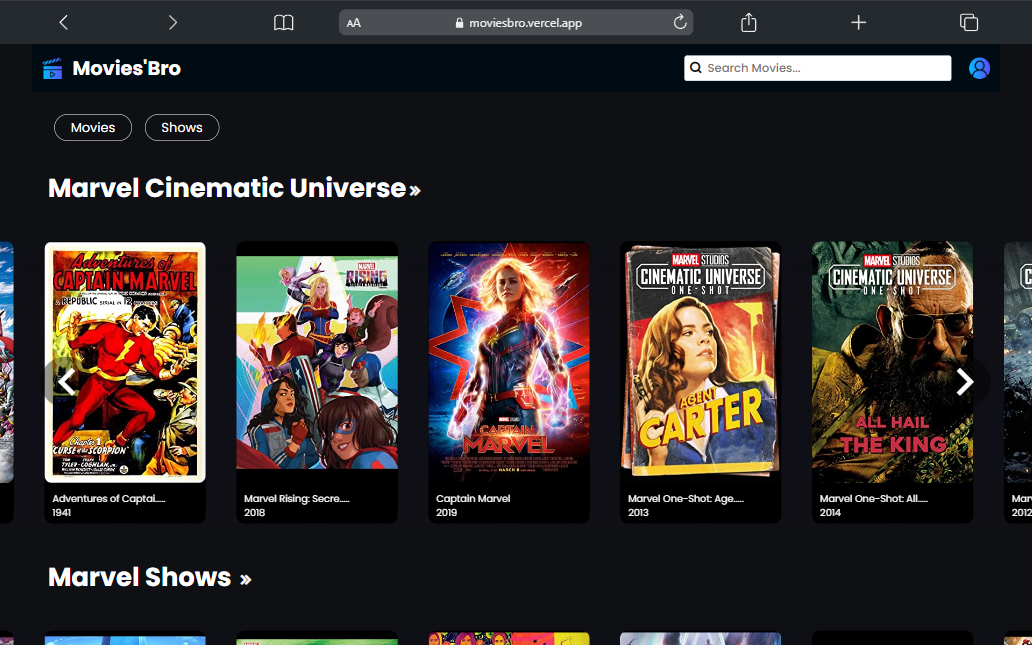 AA
moviesbro.vercel.app
Movies'Bro
Search Movies...
Movies
Shows
Marvel Cinematic Universe»
Adventures of
CAPTAIN MARVEL
A REPUBLIC SERIAL IN 12
Chapter 1
CURSE of the SCORPION
TOM TYLER
MARVEL
RISING
CAPTAIN
MARVEL
MARCH 8
MARVEL STUDIOS
CINEMATIC UNIVERSE
ONE-SHOT
AGENT
CARTER
MARVEL STUDIOS
CINEMATIC UNIVERSE
ONE-SHOT
ALL HAIL
THE KING
Adventures of Captai.....
1941
Marvel Rising: Secre.....
2018
Captain Marvel
2019
Marvel One-Shot: Age.....
2013
Marvel One-Shot: All.....
2014
Mar
2012
Marvel Shows »